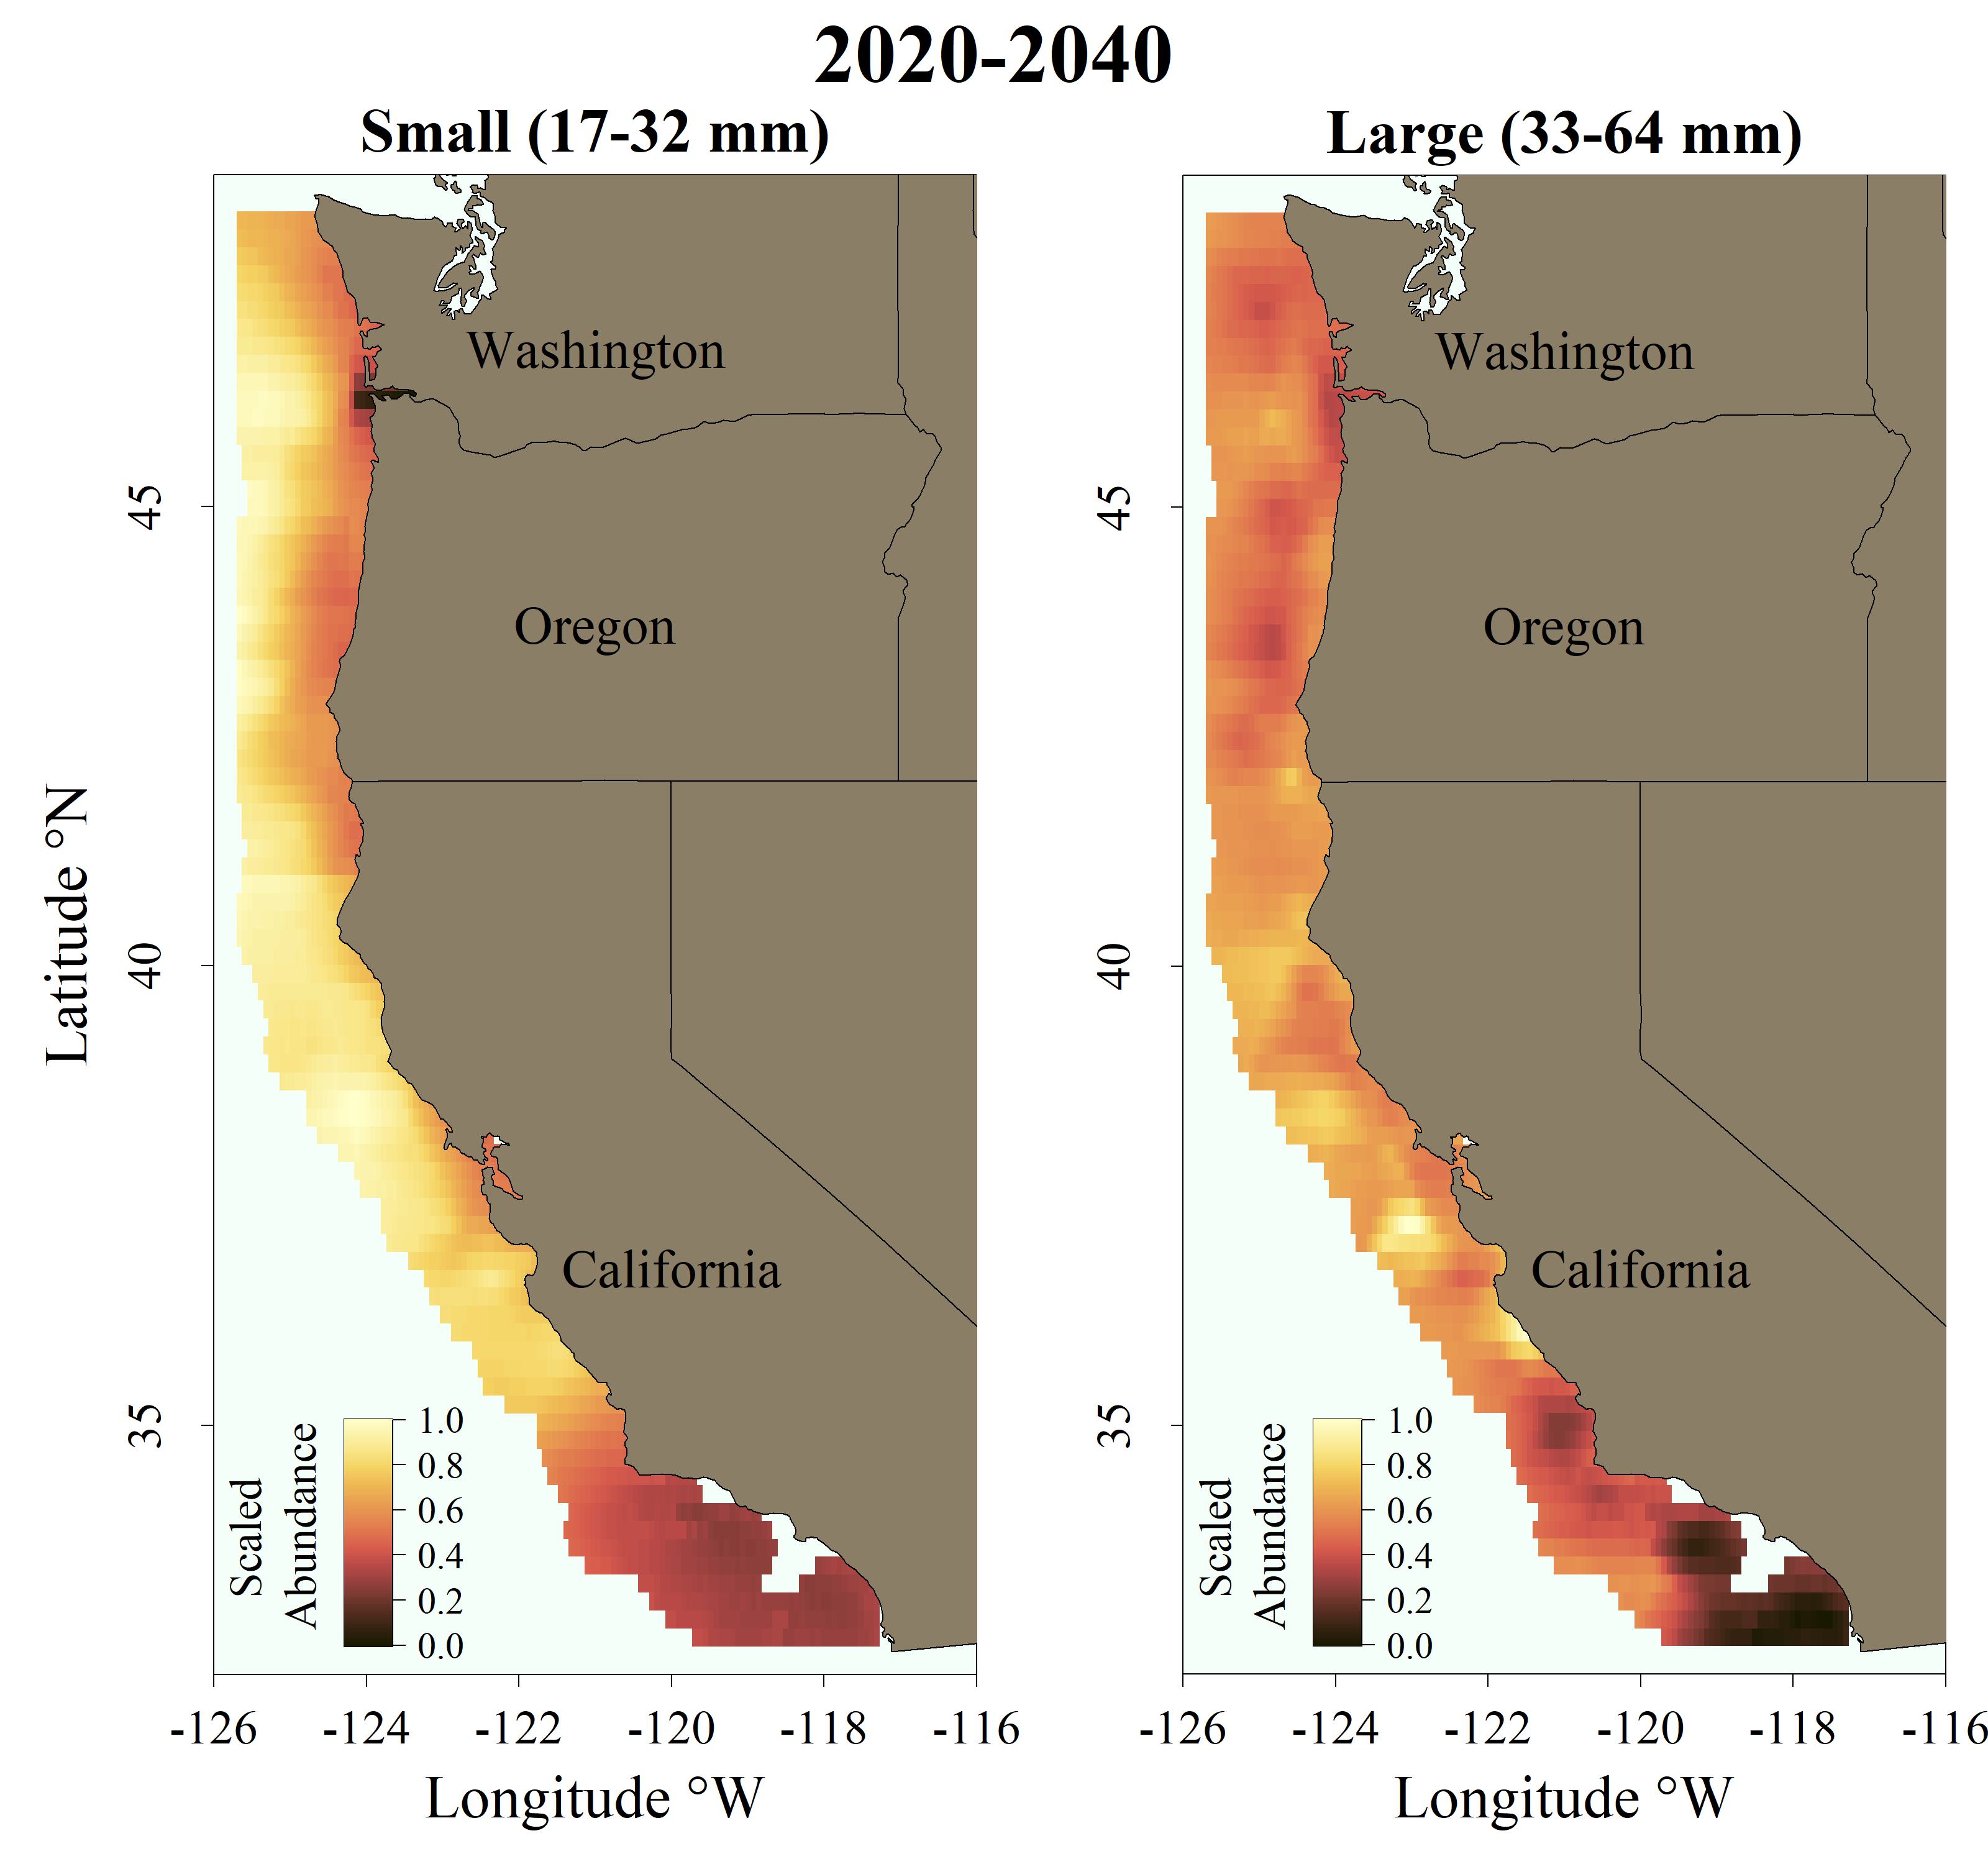 2020-2040
Small (17-32 mm)
Large (33-64 mm)
Washington
Oregon
California
Latitude °N
45
40
35
Scaled
Abundance
1.0
0.8
0.6
0.4
0.2
0.0
-126
-124
-122
-120
-118
-116
Longitude °W
Washington
Oregon
California
45
40
35
Scaled
Abundance
1.0
0.8
0.6
0.4
0.2
0.0
-126
-124
-122
-120
-118
-116
Longitude °W